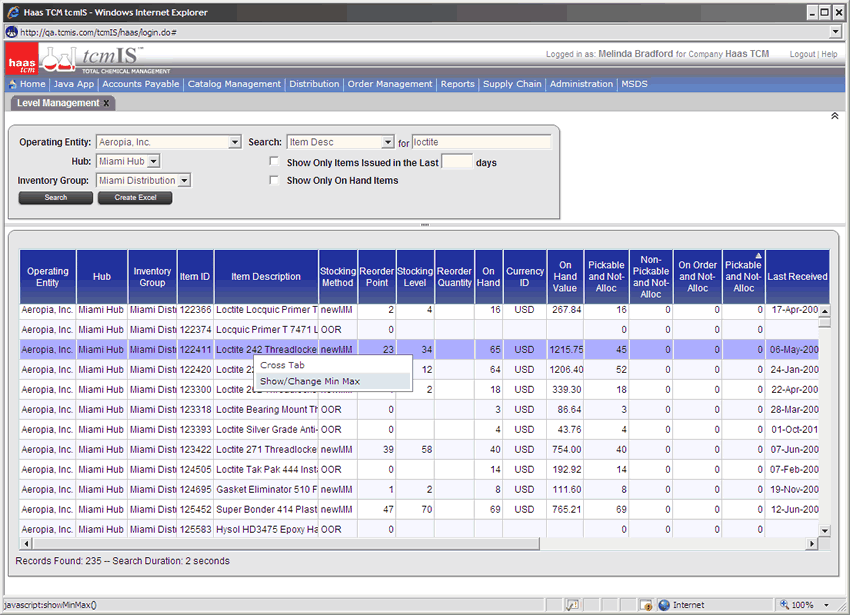 Haas TCM tcmIS - Windows Internet Explorer
http://qa.tcmis.com/tcmIS/haas/login.do#
haas tcm tcmIS™ TOTAL CHEMICAL MANAGEMENT
Logged in as: Melinda Bradford for Company Haas TCM Logout | Help
Home | Java App | Accounts Payable | Catalog Management | Distribution | Order Management | Reports | Supply Chain | Administration | MSDS
Level Management x
Operating Entity: Aeropia, Inc. Search: Item Desc for loctite
Hub: Miami Hub Show Only Items Issued in the Last days
Inventory Group: Miami Distribution Show Only On Hand Items
Search Create Excel
Operating Entity Hub Inventory Group Item ID Item Description Stocking Method Reorder Point Stocking Level Reorder Quantity On Hand Currency ID On Hand Value Pickable and Not-Alloc Non-Pickable and Not-Alloc On Order and Not-Alloc Pickable and Not-Alloc Last Received
Aeropia, Inc. Miami Hub Miami Distr 122366 Loctite Locquic Primer T newMM 2 4 16 USD 267.84 16 0 0 0 17-Apr-200
Aeropia, Inc. Miami Hub Miami Distr 122374 Locquic Primer T 7471 L OOR 0 0 0 0 0
Aeropia, Inc. Miami Hub Miami Distr 122411 Loctite 242 Threadlocke newMM 23 34 65 USD 1215.75 45 0 0 0 06-May-200
Aeropia, Inc. Miami Hub Miami Distr 122420 Loctite 2 12 64 USD 1206.40 52 0 0 0 24-Jan-200
Cross Tab
Show/Change Min Max
Aeropia, Inc. Miami Hub Miami Distr 123300 Loctite 2 2 18 USD 339.30 18 0 0 0 22-Apr-200
Aeropia, Inc. Miami Hub Miami Distr 123318 Loctite Bearing Mount Th OOR 0 3 USD 86.64 3 0 0 0 28-Mar-200
Aeropia, Inc. Miami Hub Miami Distr 123393 Loctite Silver Grade Anti- OOR 0 4 USD 43.76 4 0 0 0 01-Oct-201
Aeropia, Inc. Miami Hub Miami Distr 123422 Loctite 271 Threadlocke newMM 39 58 40 USD 754.00 40 0 0 0 07-Jun-200
Aeropia, Inc. Miami Hub Miami Distr 124505 Loctite Tak Pak 444 Inst OOR 0 14 USD 192.92 14 0 0 0 07-Feb-200
Aeropia, Inc. Miami Hub Miami Distr 124695 Gasket Eliminator 510 F newMM 1 2 8 USD 111.60 8 0 0 0 19-Nov-200
Aeropia, Inc. Miami Hub Miami Distr 125452 Super Bonder 414 Plast newMM 47 70 69 USD 765.21 69 0 0 0 12-Jun-200
Aeropia, Inc. Miami Hub Miami Distr 125583 Hysol HD3475 Epoxy Ha OOR 0 0 0 0 0
Records Found: 235 -- Search Duration: 2 seconds
javascript:showMinMax() Internet 100%